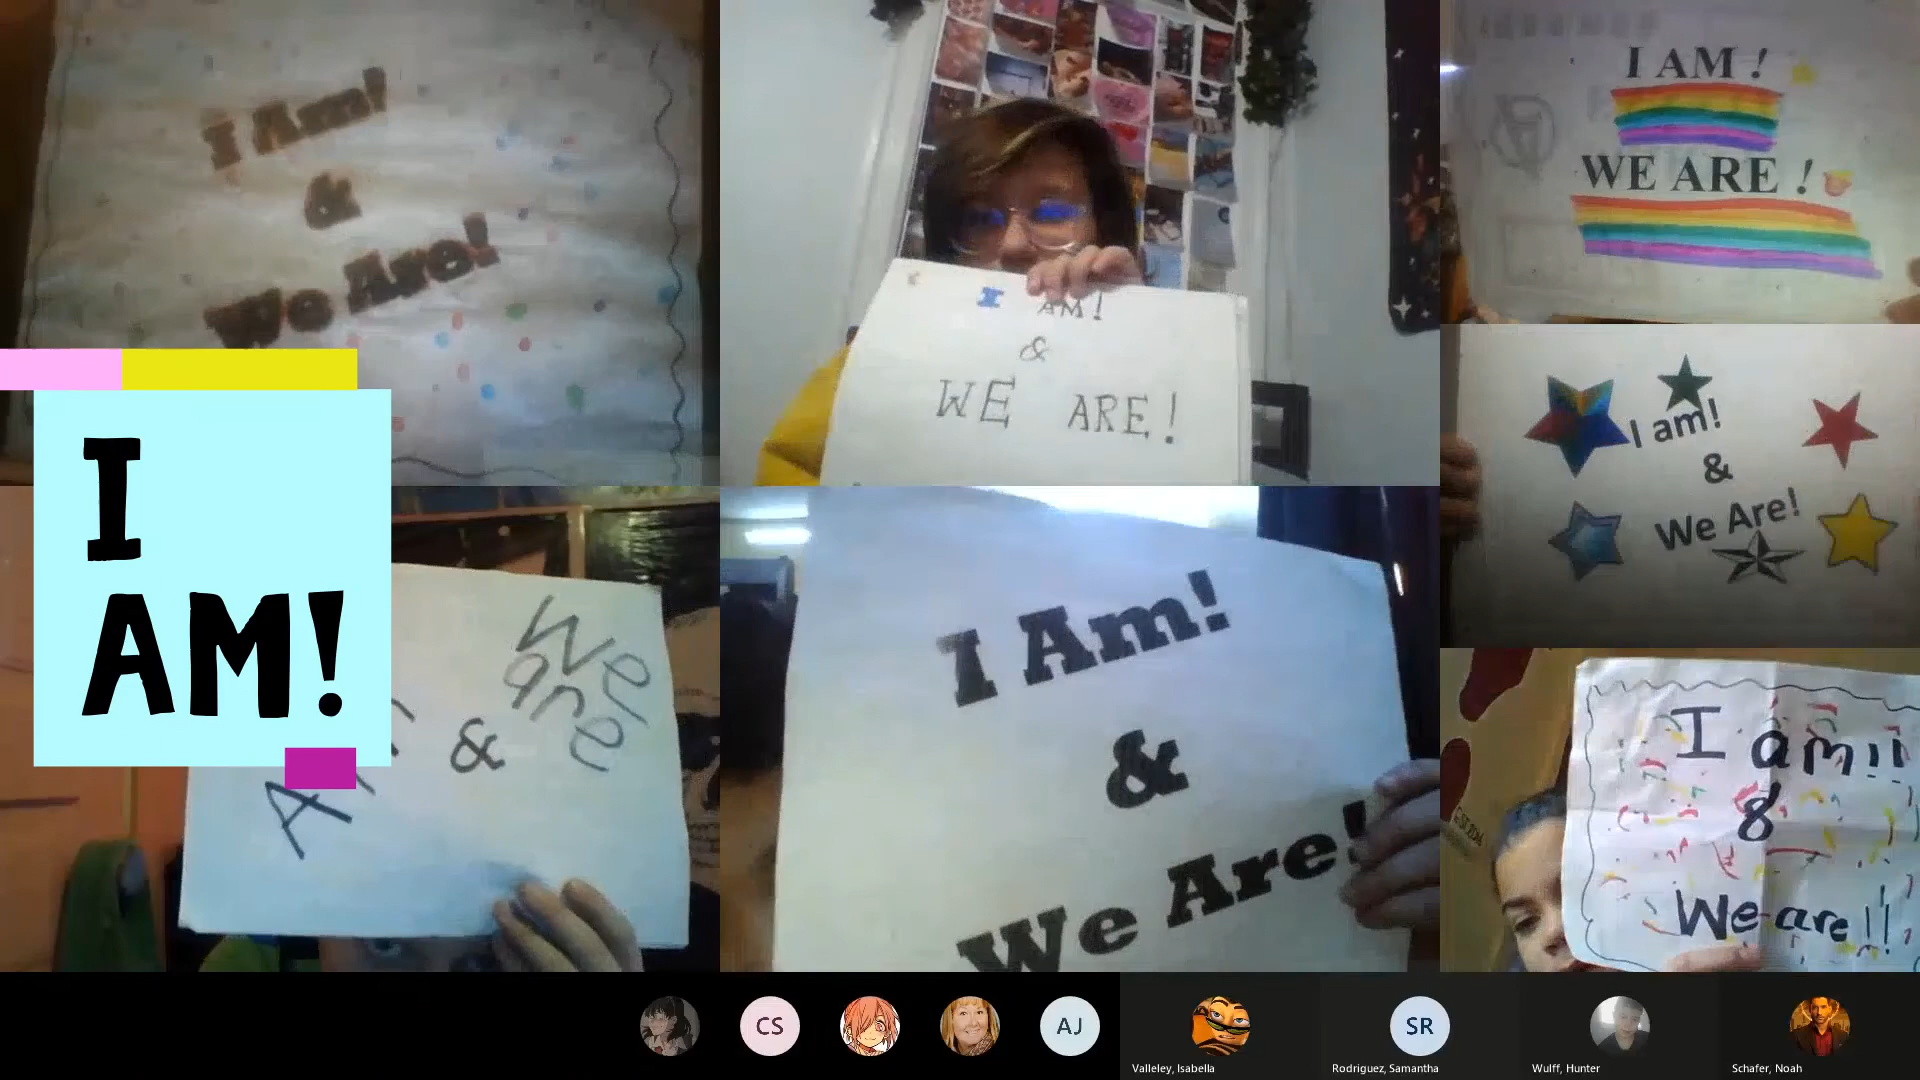 I Am!
&
We Are!
I AM!
&
WE ARE!
I AM !
WE ARE !
I am!
&
We Are!
I
AM!
&
We
are
I Am!
&
We Are!
I am!!
&
We are!!
CS
AJ
SR
Valleley, Isabella
Rodriguez, Samantha
Wulff, Hunter
Schafer, Noah